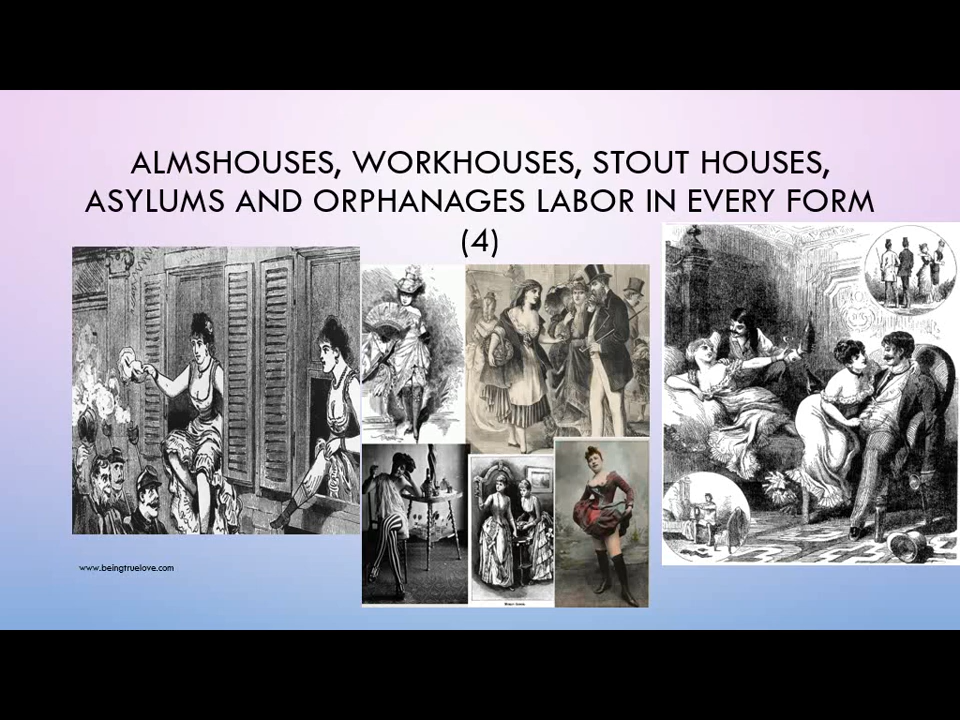 ALMSHOUSES, WORKHOUSES, STOUT HOUSES,
ASYLUMS AND ORPHANAGES LABOR IN EVERY FORM
(4)
www.beingtruelove.com